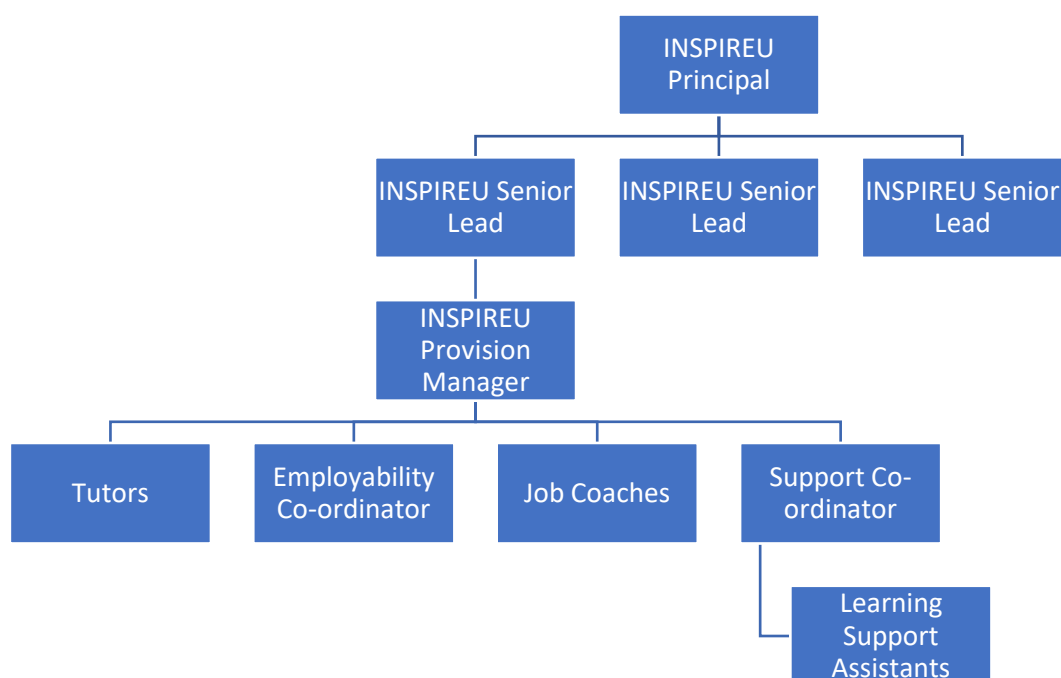 INSPIREU
Principal
INSPIREU Senior
Lead
INSPIREU Senior
Lead
INSPIREU Senior
Lead
INSPIREU
Provision
Manager
Tutors
Employability
Co-ordinator
Job Coaches
Support Co-
ordinator
Learning
Support
Assistants